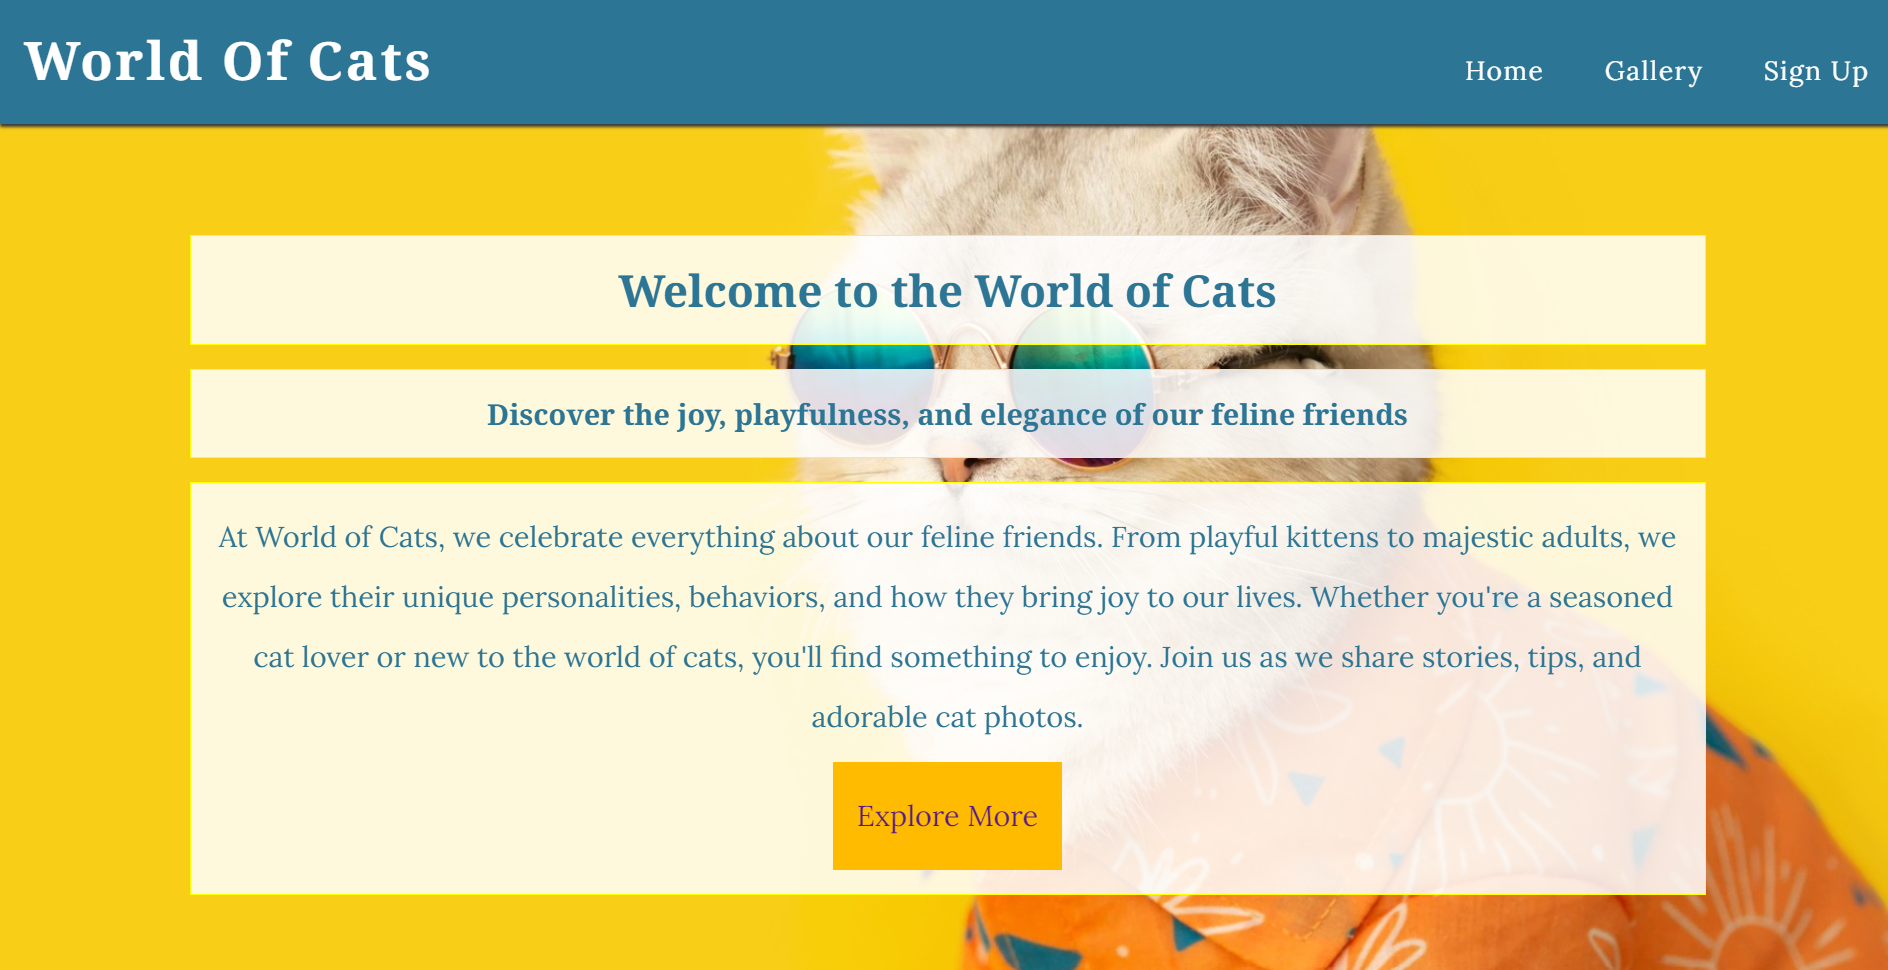 World Of Cats
Home Gallery Sign Up
Welcome to the World of Cats
Discover the joy, playfulness, and elegance of our feline friends
At World of Cats, we celebrate everything about our feline friends. From playful kittens to majestic adults, we
explore their unique personalities, behaviors, and how they bring joy to our lives. Whether you're a seasoned
cat lover or new to the world of cats, you'll find something to enjoy. Join us as we share stories, tips, and
adorable cat photos.
Explore More